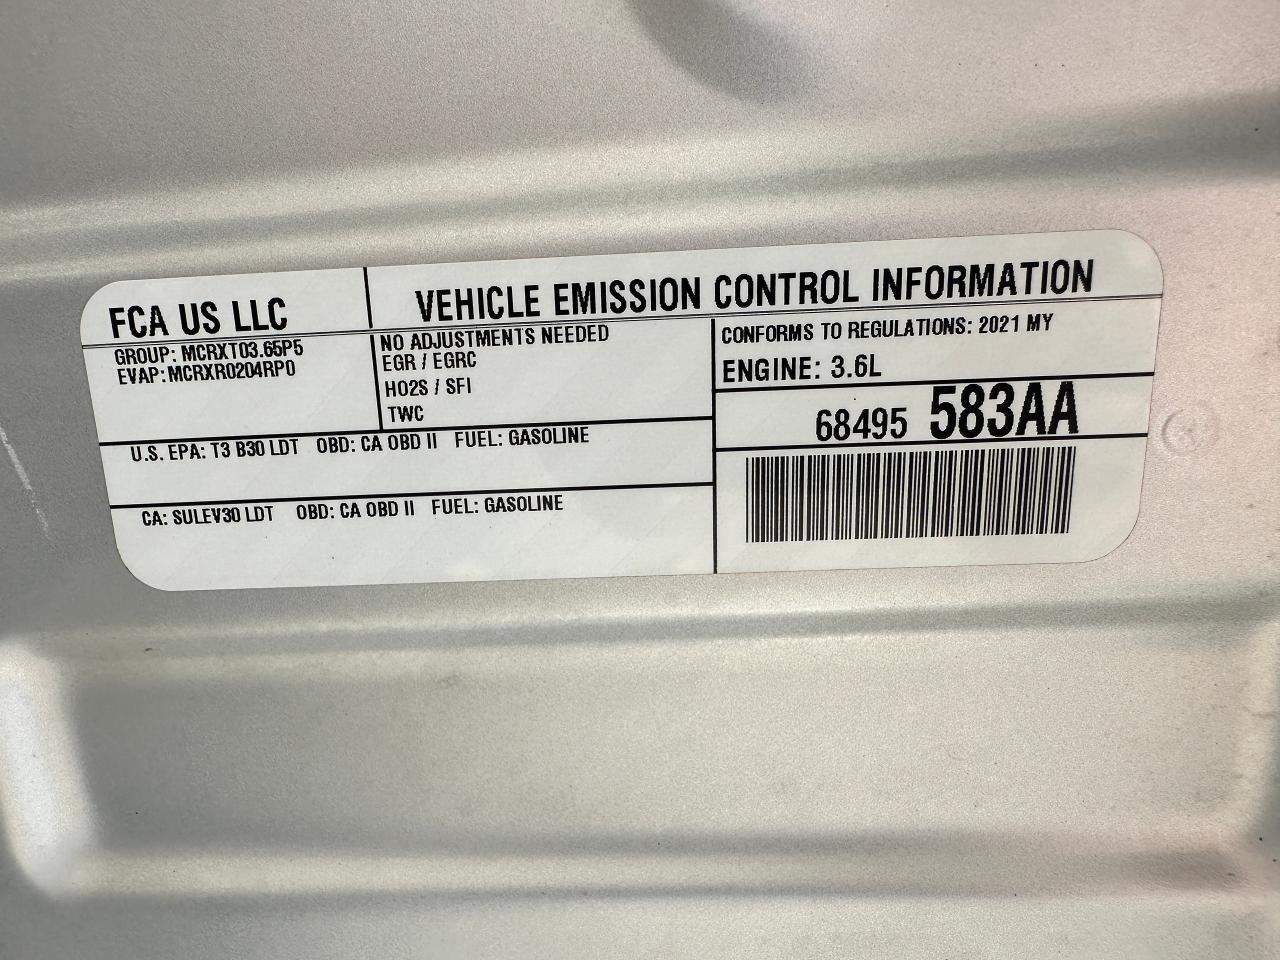 FCA US LLC
VEHICLE EMISSION CONTROL INFORMATION
GROUP: MCRXT03.65P5
EVAP:MCRXR0204RP0
NO ADJUSTMENTS NEEDED
EGR / EGRC
HO2S / SFI
TWC
CONFORMS TO REGULATIONS: 2021 MY
ENGINE: 3.6L
68495 583AA
U.S. EPA: T3 B30 LDT OBD: CA OBD II FUEL: GASOLINE
CA: SULEV30 LDT OBD: CA OBD II FUEL: GASOLINE